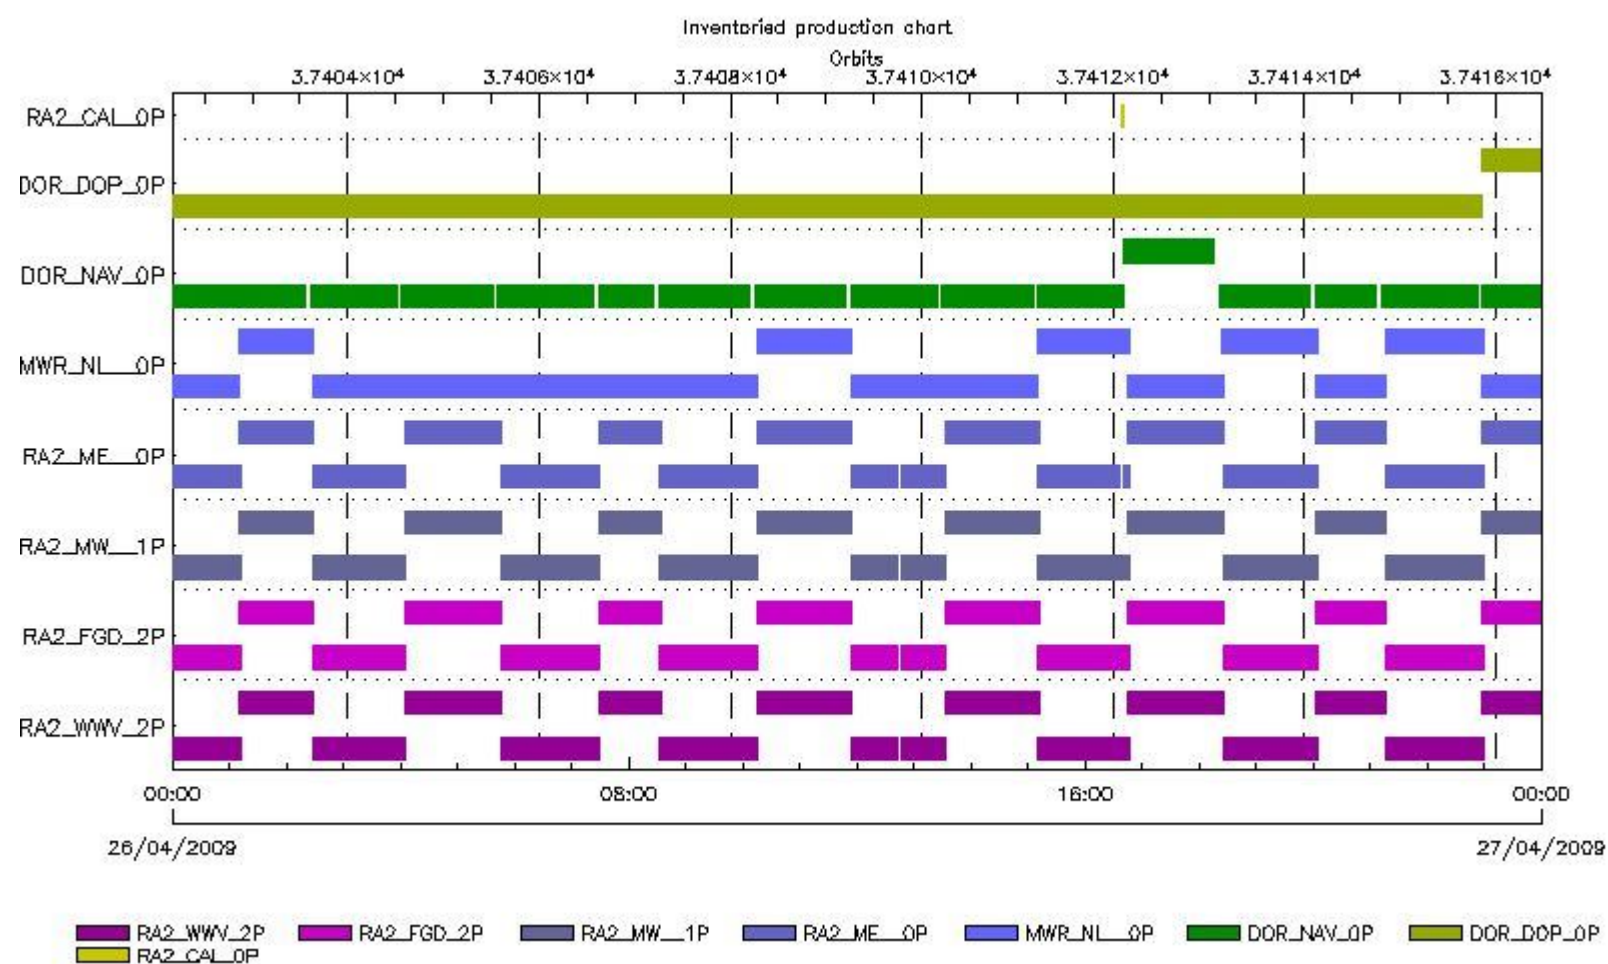 Inventoried production chart
Orbits
3.7404×10⁴ 3.7406×10⁴ 3.7408×10⁴ 3.7410×10⁴ 3.7412×10⁴ 3.7414×10⁴ 3.7416×10⁴
RA2_CAL_0P
DOR_DOP_0P
DOR_NAV_0P
MWR_NL__0P
RA2_ME__0P
RA2_MW__1P
RA2_FGD_2P
RA2_WWV_2P
00:00 08:00 16:00 00:00
26/04/2009 27/04/2009
RA2_WWV_2P RA2_FGD_2P RA2_MW__1P RA2_ME__0P MWR_NL__0P DOR_NAV_0P DOR_DOP_0P
RA2_CAL_0P